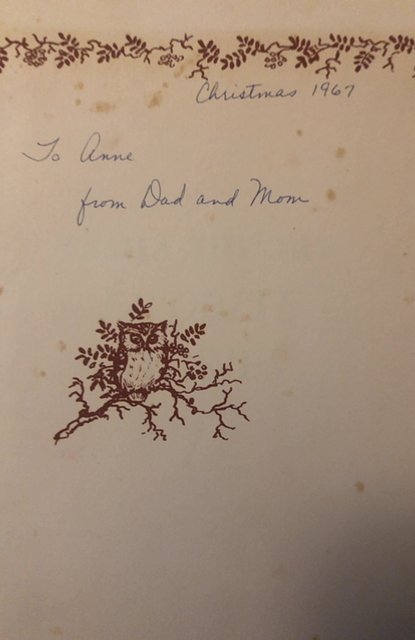 Christmas 1967
To Anne
from Dad and Mom